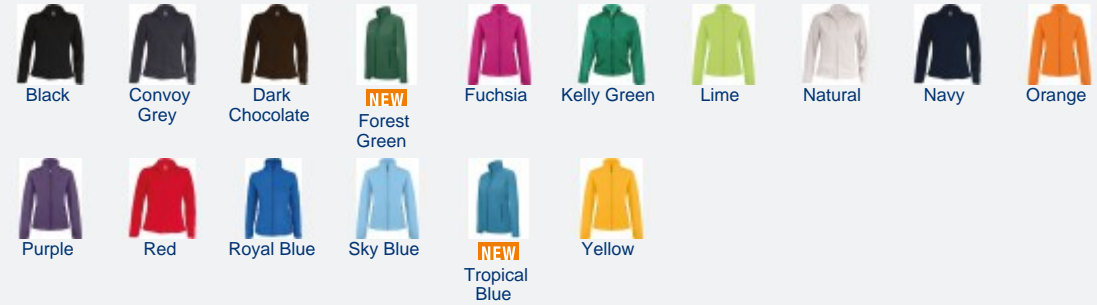 Black
Convoy
Grey
Dark
Chocolate
NEW
Forest
Green
Fuchsia
Kelly Green
Lime
Natural
Navy
Orange
Purple
Red
Royal Blue
Sky Blue
NEW
Tropical
Blue
Yellow